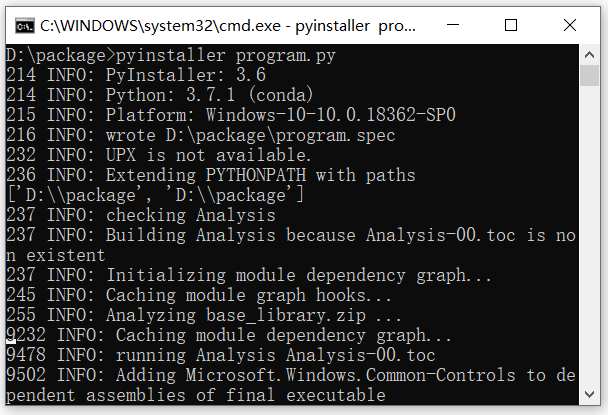 C:\WINDOWS\system32\cmd.exe - pyinstaller  pro...
D:\package>pyinstaller program.py
214 INFO: PyInstaller: 3.6
214 INFO: Python: 3.7.1 (conda)
215 INFO: Platform: Windows-10-10.0.18362-SP0
216 INFO: wrote D:\package\program.spec
232 INFO: UPX is not available.
236 INFO: Extending PYTHONPATH with paths
['D:\\package', 'D:\\package']
237 INFO: checking Analysis
237 INFO: Building Analysis because Analysis-00.toc is no
n existent
237 INFO: Initializing module dependency graph...
245 INFO: Caching module graph hooks...
255 INFO: Analyzing base_library.zip ...
9232 INFO: Caching module dependency graph...
9478 INFO: running Analysis Analysis-00.toc
9502 INFO: Adding Microsoft.Windows.Common-Controls to de
pendent assemblies of final executable